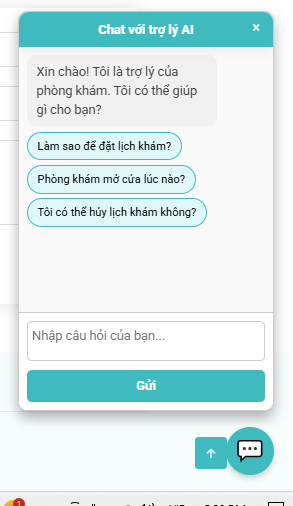 Chat với trợ lý AI
×
Xin chào! Tôi là trợ lý của
phòng khám. Tôi có thể giúp
gì cho bạn?
Làm sao để đặt lịch khám?
Phòng khám mở cửa lúc nào?
Tôi có thể hủy lịch khám không?
Nhập câu hỏi của bạn...
Gửi